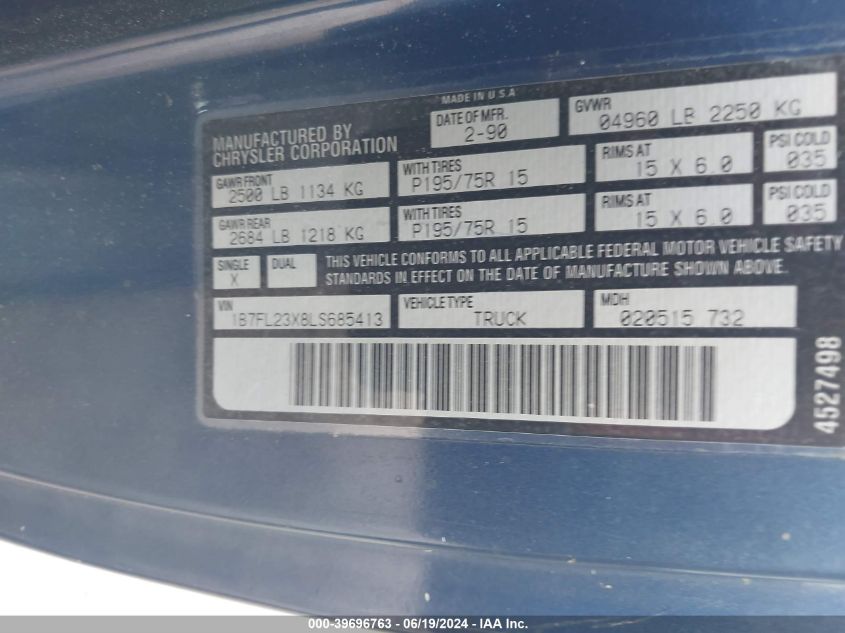 MADE IN U.S.A
MANUFACTURED BY
CHRYSLER CORPORATION
DATE OF MFR.
2-90
GVWR
04960 LB 2250 KG
GAWR FRONT
2500 LB 1134 KG
WITH TIRES
P195/75R 15
RIMS AT
15 X 6.0
PSI COLD
035
GAWR REAR
2684 LB 1218 KG
WITH TIRES
P195/75R 15
RIMS AT
15 X 6.0
PSI COLD
035
SINGLE
X
DUAL
THIS VEHICLE CONFORMS TO ALL APPLICABLE FEDERAL MOTOR VEHICLE SAFETY
STANDARDS IN EFFECT ON THE DATE OF MANUFACTURE SHOWN ABOVE.
VIN
1B7FL23X8LS685413
VEHICLE TYPE
TRUCK
MDH
020515 732
4527498
000-39696763 - 06/19/2024 - IAA, Inc.